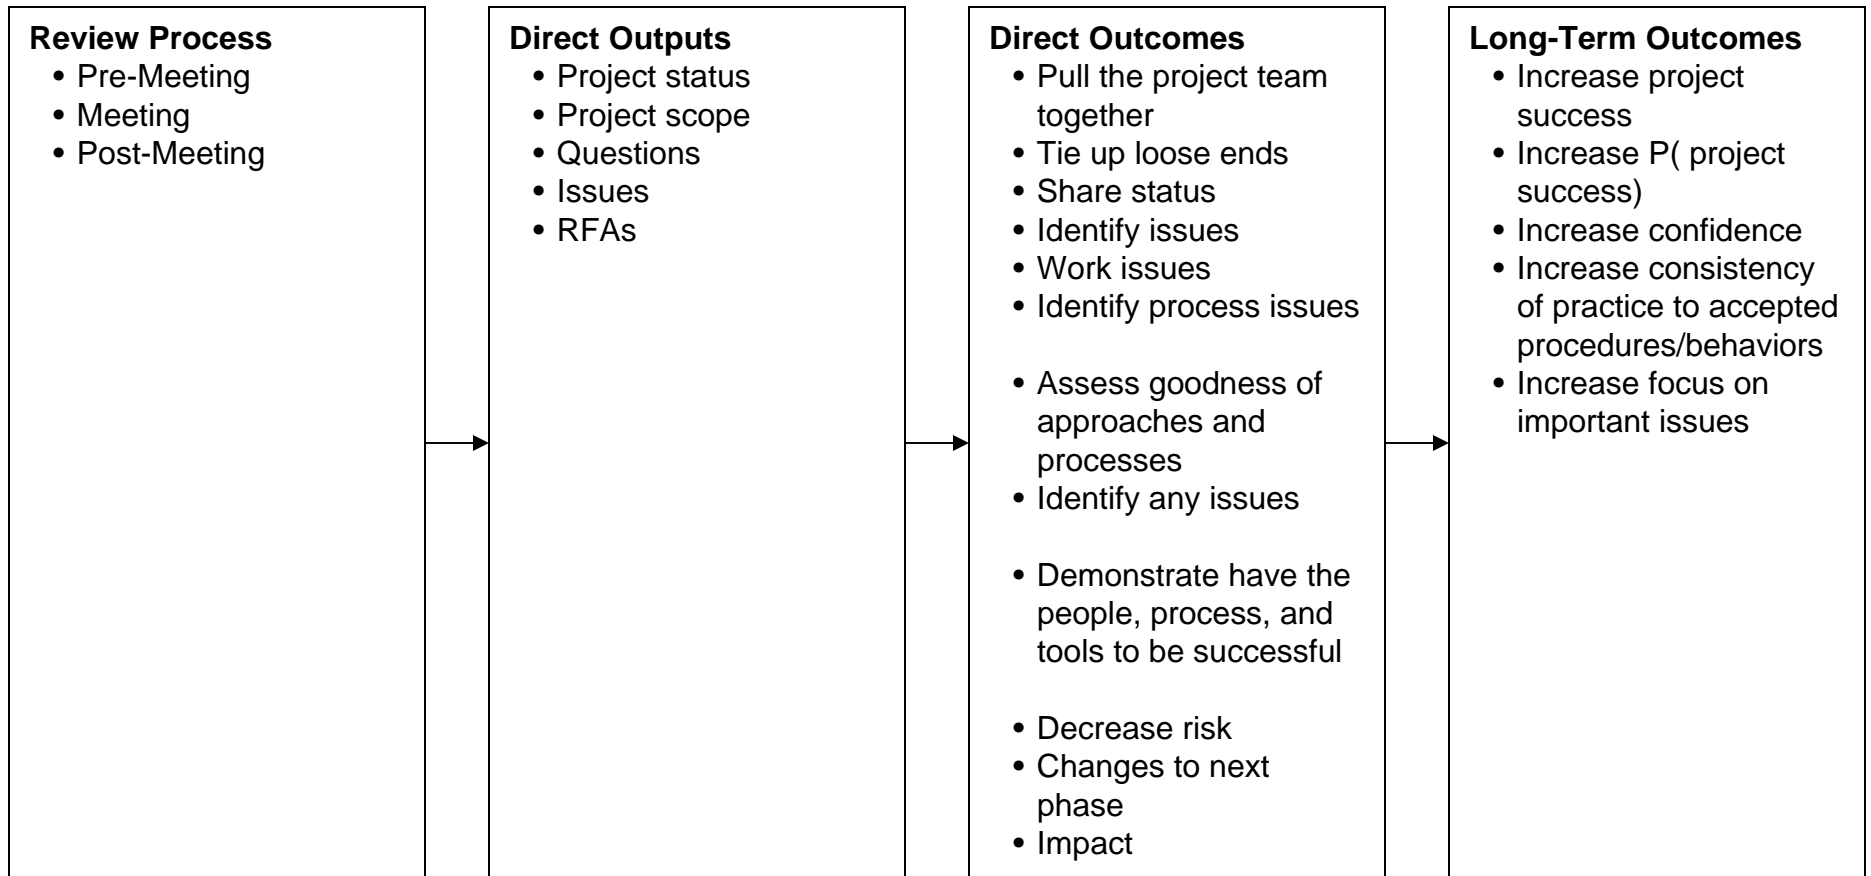 Review Process
• Pre-Meeting
• Meeting
• Post-Meeting
Direct Outputs
• Project status
• Project scope
• Questions
• Issues
• RFAs
Direct Outcomes
• Pull the project team
together
• Tie up loose ends
• Share status
• Identify issues
• Work issues
• Identify process issues
• Assess goodness of
approaches and
processes
• Identify any issues
• Demonstrate have the
people, process, and
tools to be successful
• Decrease risk
• Changes to next
phase
• Impact
Long-Term Outcomes
• Increase project
success
• Increase P( project
success)
• Increase confidence
• Increase consistency
of practice to accepted
procedures/behaviors
• Increase focus on
important issues